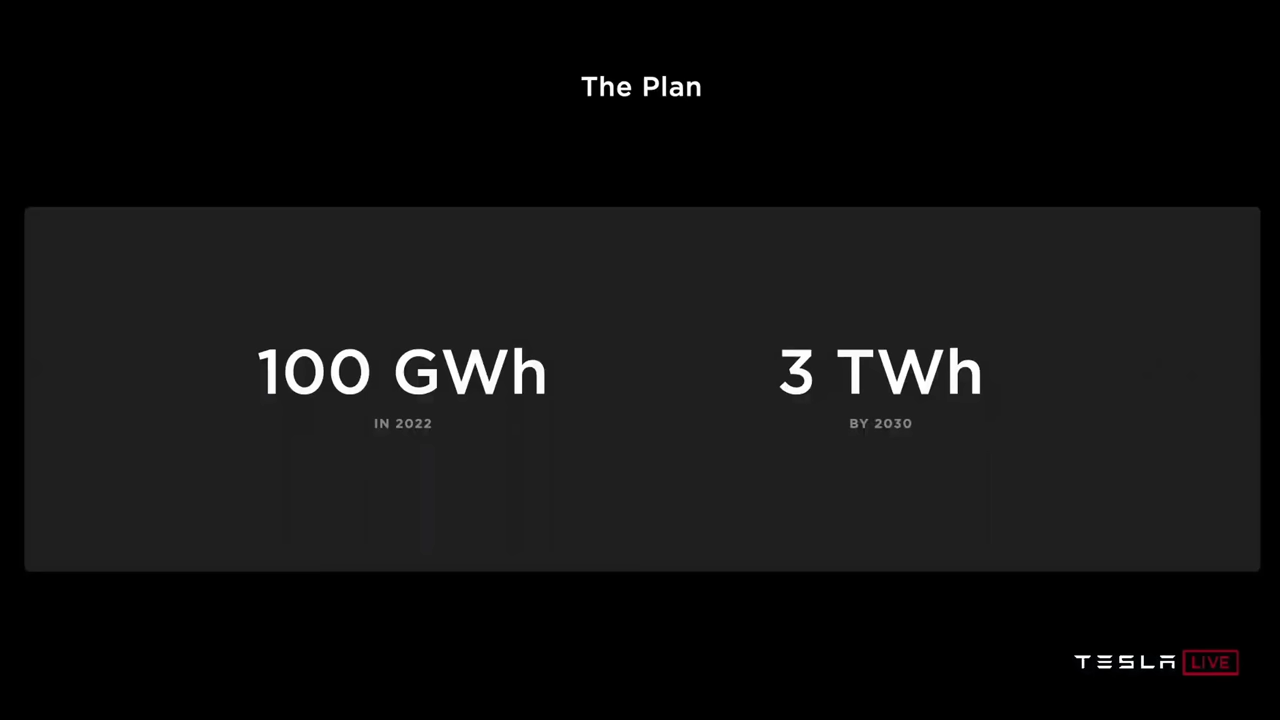 The Plan
100 GWh
IN 2022
3 TWh
BY 2030
TESLA LIVE